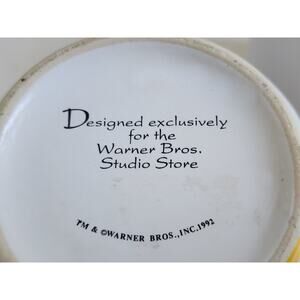 Designed exclusively
for the
Warner Bros.
Studio Store
TM & ©WARNER BROS.,INC.1992